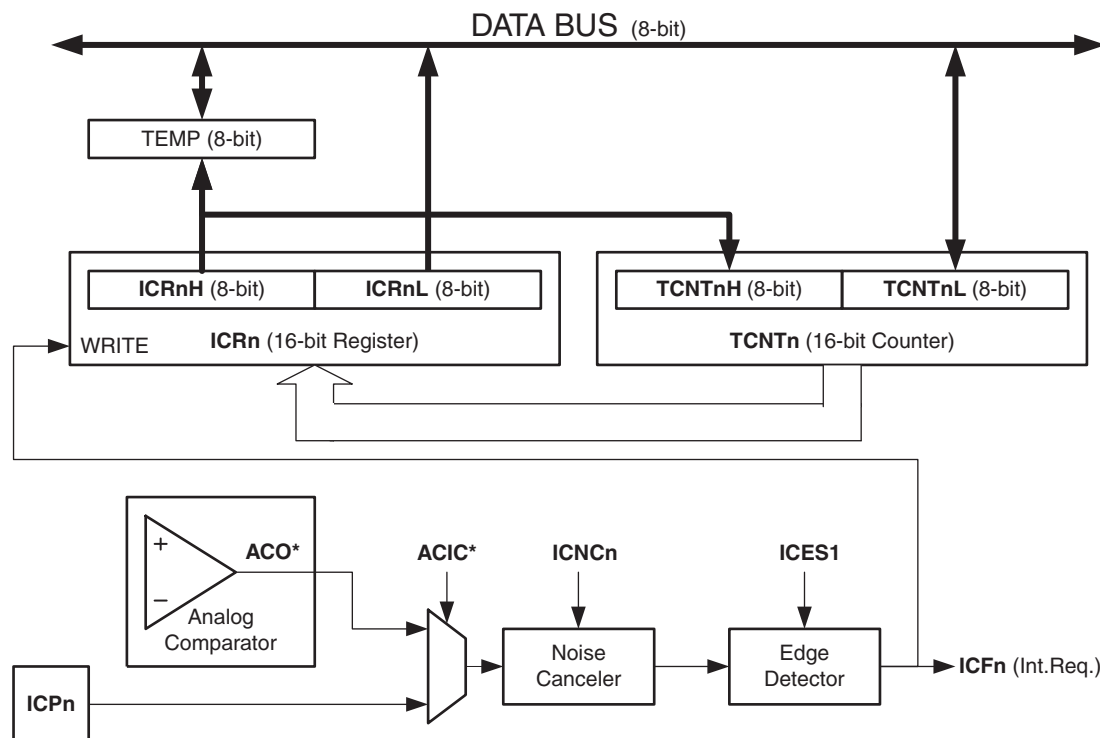 DATA BUS (8-bit)
TEMP (8-bit)
ICRnH (8-bit)
ICRnL (8-bit)
TCNTnH (8-bit)
TCNTnL (8-bit)
WRITE
ICRn (16-bit Register)
TCNTn (16-bit Counter)
+
−
ACO*
Analog
Comparator
ACIC*
ICNCn
ICES1
Noise
Canceler
Edge
Detector
ICFn (Int.Req.)
ICPn